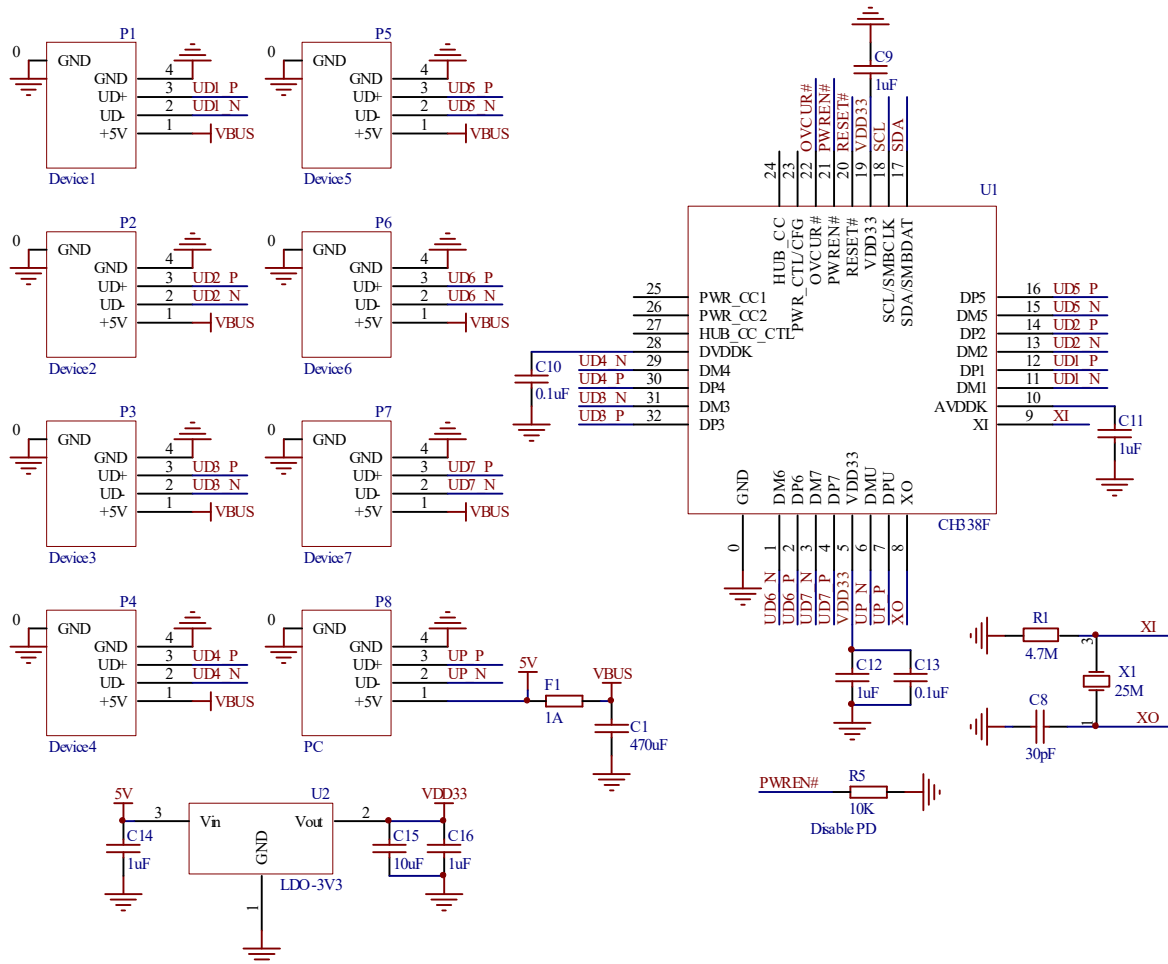 P1
0
GND
GND
4
UD+
3
UD1_P
UD-
2
UD1_N
+5V
1
VBUS
Device1
P5
0
GND
GND
4
UD+
3
UD5_P
UD-
2
UD5_N
+5V
1
VBUS
Device5
P2
0
GND
GND
4
UD+
3
UD2_P
UD-
2
UD2_N
+5V
1
VBUS
Device2
P6
0
GND
GND
4
UD+
3
UD6_P
UD-
2
UD6_N
+5V
1
VBUS
Device6
P3
0
GND
GND
4
UD+
3
UD3_P
UD-
2
UD3_N
+5V
1
VBUS
Device3
P7
0
GND
GND
4
UD+
3
UD7_P
UD-
2
UD7_N
+5V
1
VBUS
Device7
P4
0
GND
GND
4
UD+
3
UD4_P
UD-
2
UD4_N
+5V
1
VBUS
Device4
P8
0
GND
GND
4
UD+
3
UP_P
UD-
2
UP_N
+5V
1
PC
5V
F1
1A
VBUS
C1
470uF
5V
C14
1uF
3
U2
Vin
Vout
GND
LDO-3V3
1
2
VDD33
C15
10uF
C16
1uF
C9
1uF
OVCUR#
PWREN#
RESET#
VDD33
SCL
SDA
24
23
22
21
20
19
18
17
U1
HUB_CC
PWR_CTL/CFG
OVCUR#
PWREN#
RESET#
VDD33
SCL/SMBCLK
SDA/SMBDAT
25
PWR_CC1
26
PWR_CC2
27
HUB_CC_CTL
28
DVDDK
UD4_N
29
DM4
UD4_P
30
DP4
UD3_N
31
DM3
UD3_P
32
DP3
C10
0.1uF
DP5
16
UD5_P
DM5
15
UD5_N
DP2
14
UD2_P
DM2
13
UD2_N
DP1
12
UD1_P
DM1
11
UD1_N
AVDDK
10
XI
9
XI
C11
1uF
GND
DM6
DP6
DM7
DP7
VDD33
DMU
DPU
XO
CH338F
0
1
2
3
4
5
6
7
8
UD6_N
UD6_P
UD7_N
UD7_P
VDD33
UP_N
UP_P
XO
C12
1uF
C13
0.1uF
R1
4.7M
XI
3
X1
25M
1
C8
30pF
XO
PWREN#
R5
10K
Disable PD